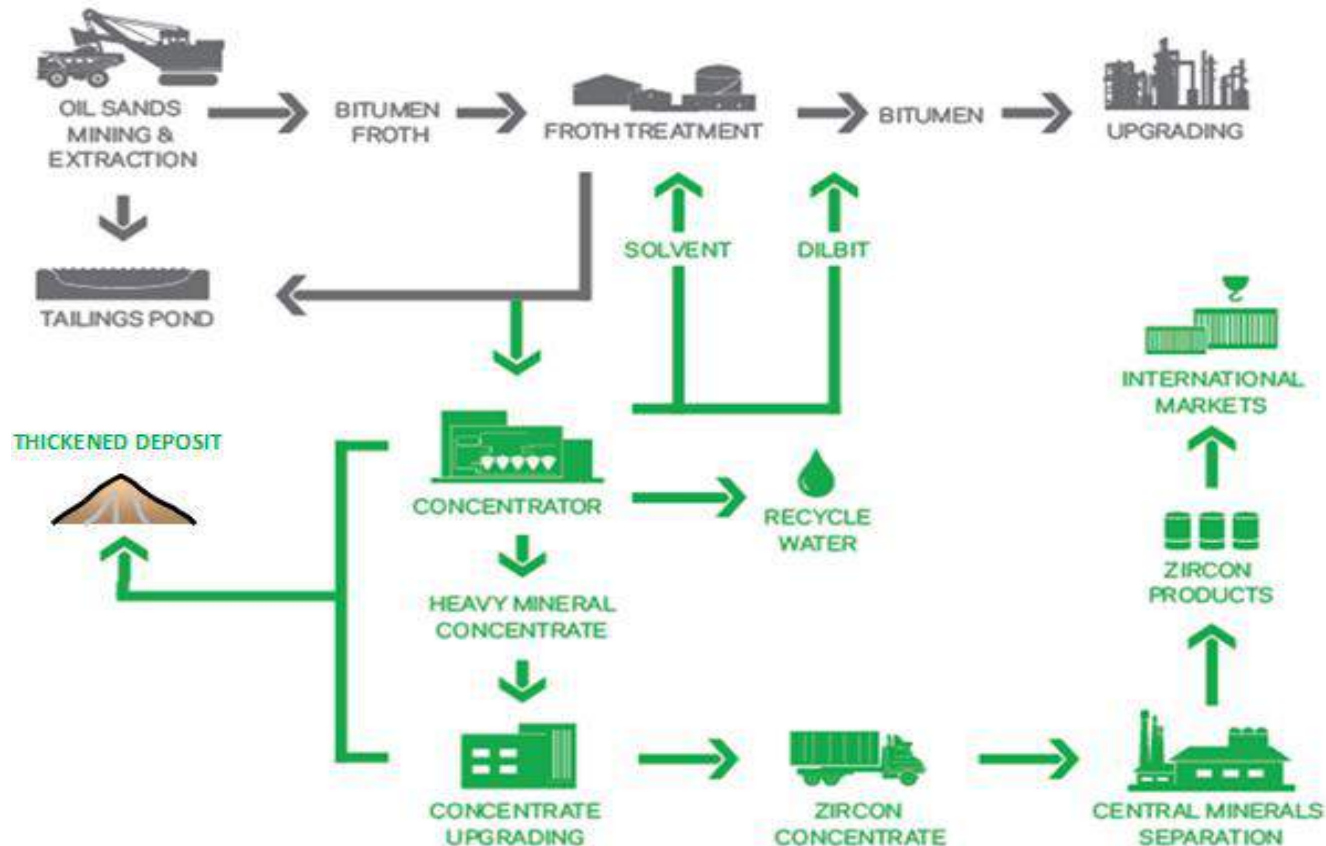 OIL SANDS
MINING &
EXTRACTION
BITUMEN
FROTH
FROTH TREATMENT
BITUMEN
UPGRADING
SOLVENT
DILBIT
TAILINGS POND
INTERNATIONAL
MARKETS
THICKENED DEPOSIT
CONCENTRATOR
RECYCLE
WATER
ZIRCON
PRODUCTS
HEAVY MINERAL
CONCENTRATE
CONCENTRATE
UPGRADING
ZIRCON
CONCENTRATE
CENTRAL MINERALS
SEPARATION